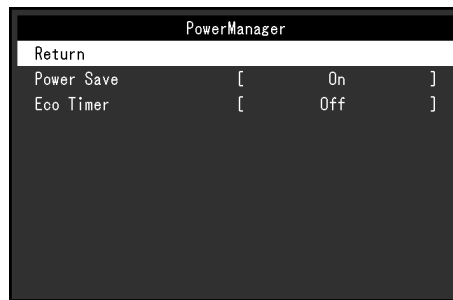 PowerManager
Return
Power Save [ On ]
Eco Timer [ Off ]